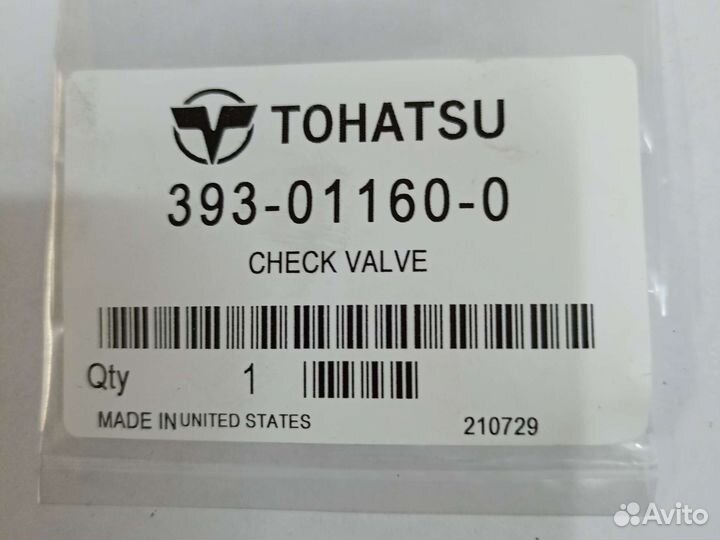 TOHATSU
393-01160-0
CHECK VALVE
Qty 1
MADE IN UNITED STATES 210729
Avito